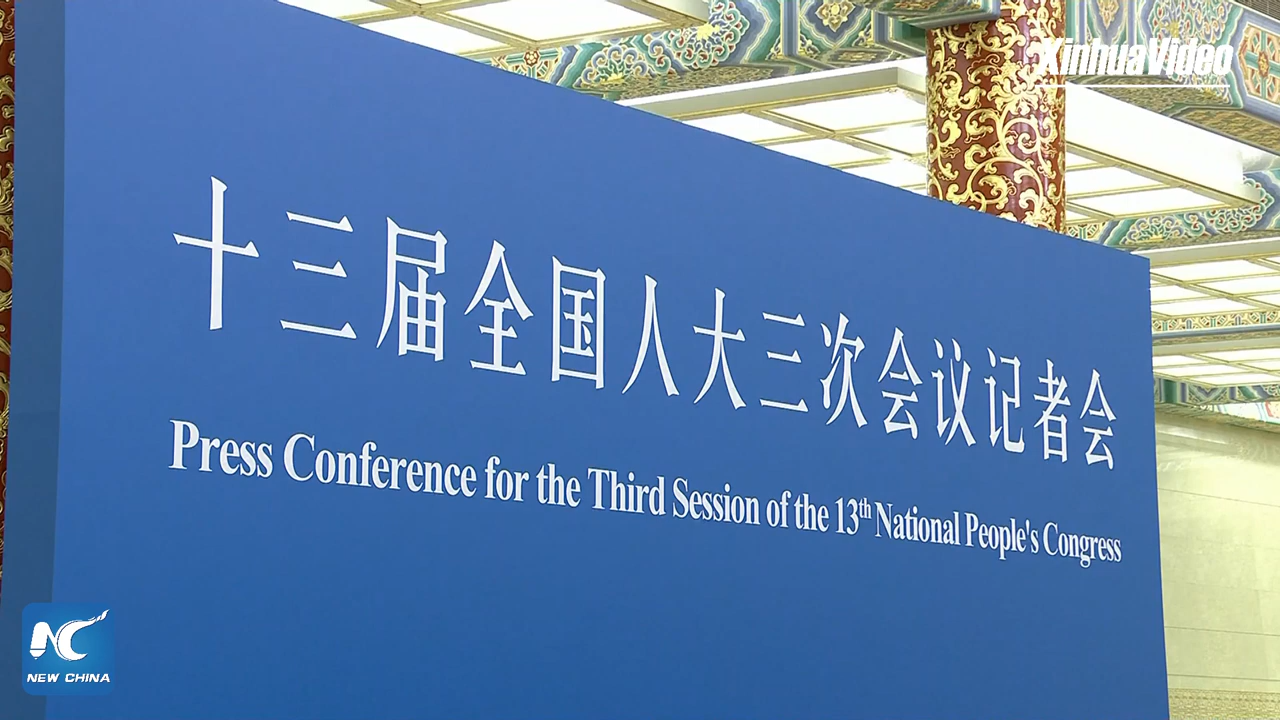 XinhuaVideo
十三届全国人大三次会议记者会
Press Conference for the Third Session of the 13th National People's Congress
NEW CHINA